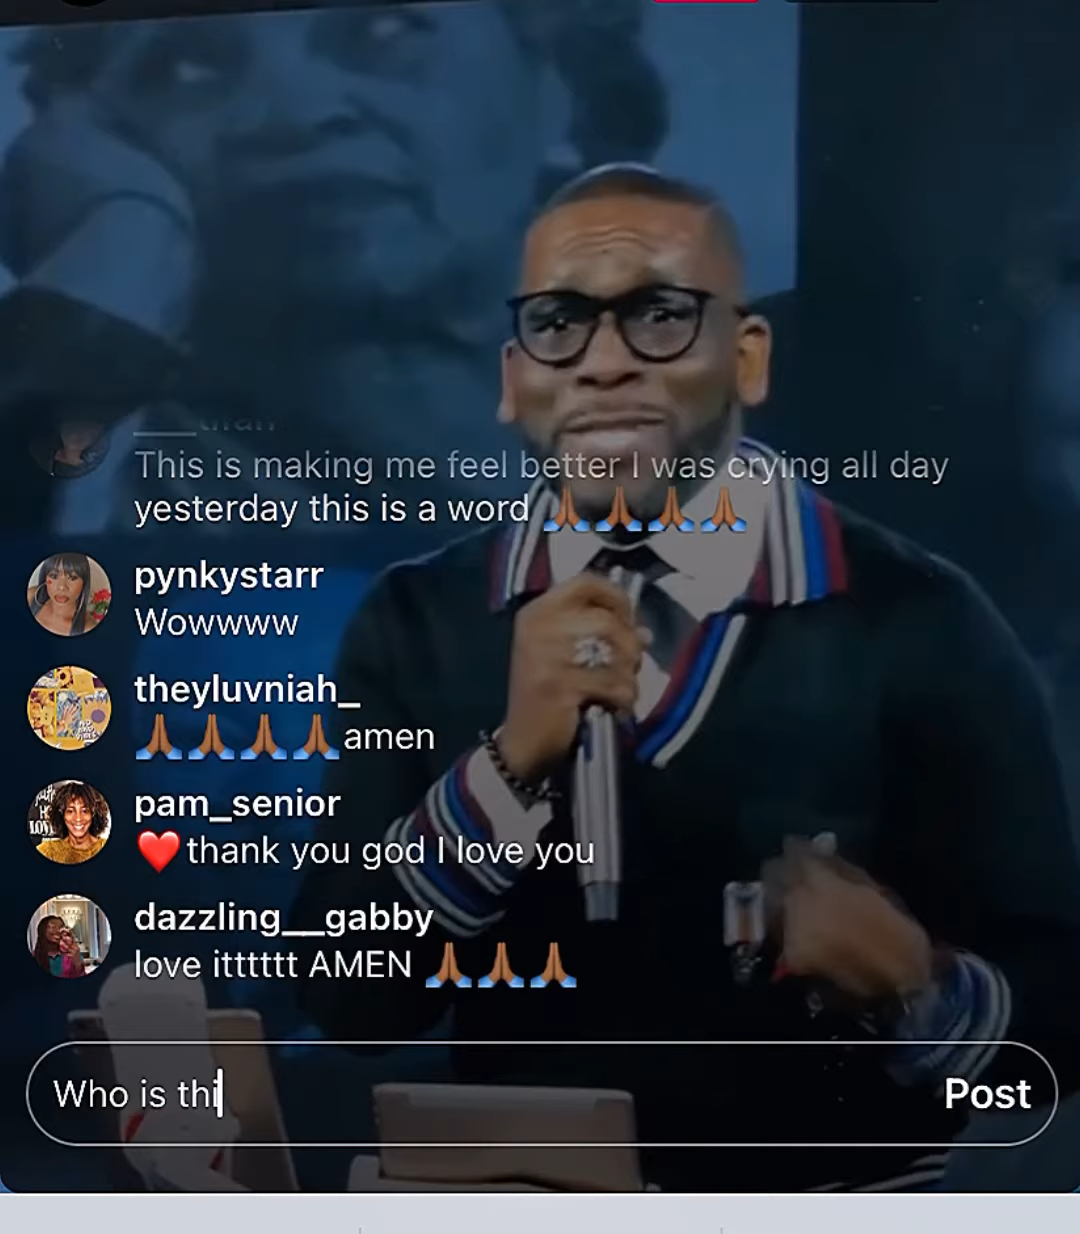 This is making me feel better I was crying all day
yesterday this is a word 🙏🏾🙏🏾🙏🏾🙏🏾
pynkystarr
Wowwww
theyluvniah_
🙏🏾🙏🏾🙏🏾🙏🏾amen
pam_senior
❤️thank you god I love you
dazzling__gabby
love itttttt AMEN 🙏🏾🙏🏾🙏🏾
Who is thi
Post